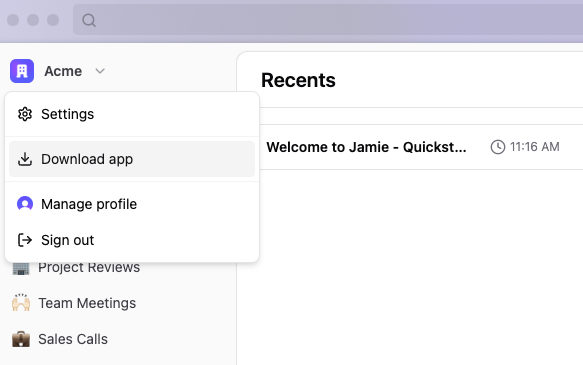 Acme
Recents
Settings
Download app
Manage profile
Sign out
Welcome to Jamie - Quickst...
11:16 AM
Project Reviews
Team Meetings
Sales Calls